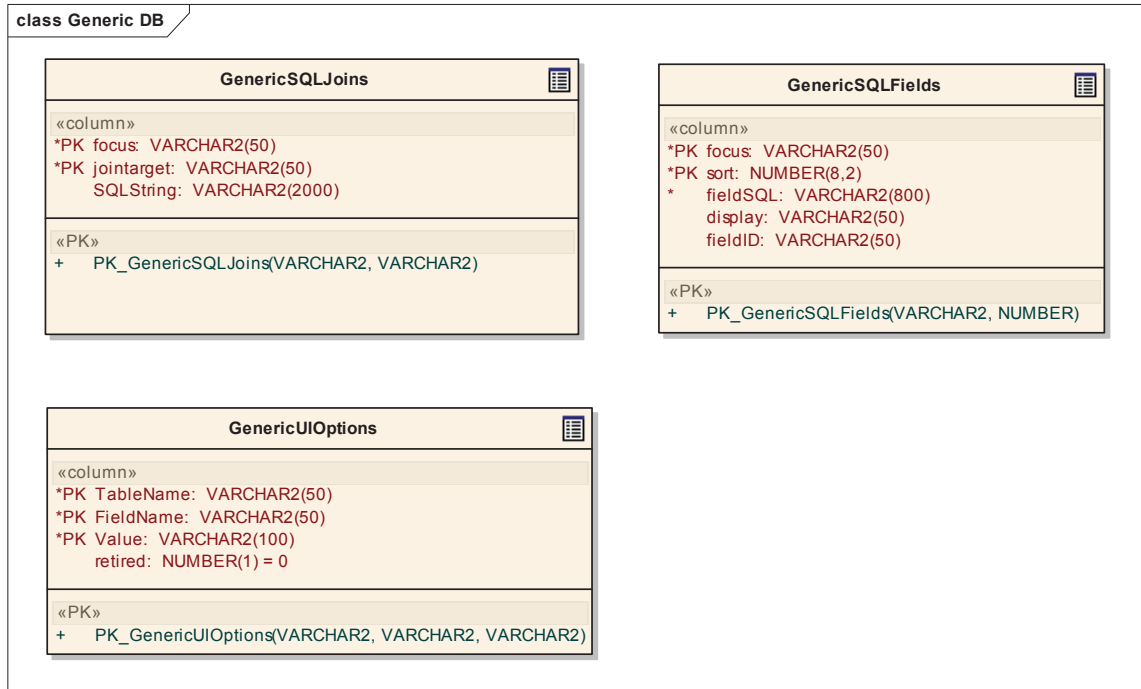 class Generic DB
GenericSQLJoins
«column»
*PK focus: VARCHAR2(50)
*PK jointarget: VARCHAR2(50)
SQLString: VARCHAR2(2000)
«PK»
+ PK_GenericSQLJoins(VARCHAR2, VARCHAR2)
GenericSQLFields
«column»
*PK focus: VARCHAR2(50)
*PK sort: NUMBER(8,2)
* fieldSQL: VARCHAR2(800)
display: VARCHAR2(50)
fieldID: VARCHAR2(50)
«PK»
+ PK_GenericSQLFields(VARCHAR2, NUMBER)
GenericUIOptions
«column»
*PK TableName: VARCHAR2(50)
*PK FieldName: VARCHAR2(50)
*PK Value: VARCHAR2(100)
retired: NUMBER(1) = 0
«PK»
+ PK_GenericUIOptions(VARCHAR2, VARCHAR2, VARCHAR2)